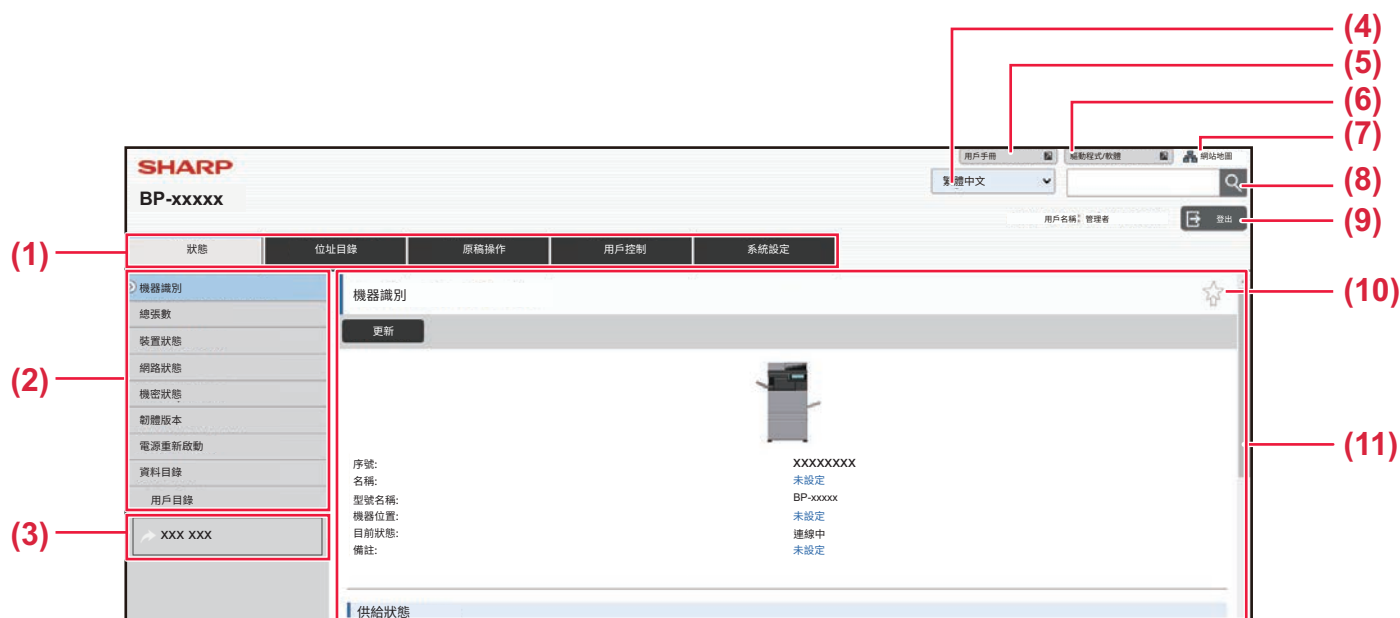 (4)
(5)
(6)
(7)
SHARP
用戶手冊
驅動程式/軟體
網站地圖
BP-xxxxx
繁體中文
(8)
用戶名稱: 管理者
登出
(9)
(1)
狀態
位址目錄
原稿操作
用戶控制
系統設定
機器識別
機器識別
(10)
總張數
更新
裝置狀態
網路狀態
(2)
機密狀態
韌體版本
電源重新啟動
(11)
資料目錄
用戶目錄
序號: XXXXXXXX
名稱: 未設定
型號名稱: BP-xxxxx
機器位置: 未設定
目前狀態: 連線中
備註: 未設定
(3)
XXX XXX
供給狀態